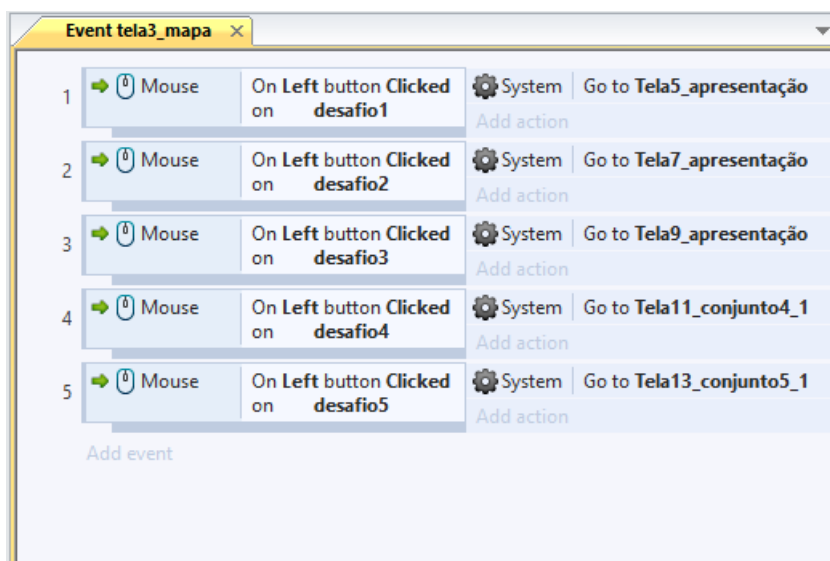 Event tela3_mapa ×
1 Mouse On Left button Clicked System Go to Tela5_apresentação
on desafio1 Add action
2 Mouse On Left button Clicked System Go to Tela7_apresentação
on desafio2 Add action
3 Mouse On Left button Clicked System Go to Tela9_apresentação
on desafio3 Add action
4 Mouse On Left button Clicked System Go to Tela11_conjunto4_1
on desafio4 Add action
5 Mouse On Left button Clicked System Go to Tela13_conjunto5_1
on desafio5 Add action
Add event